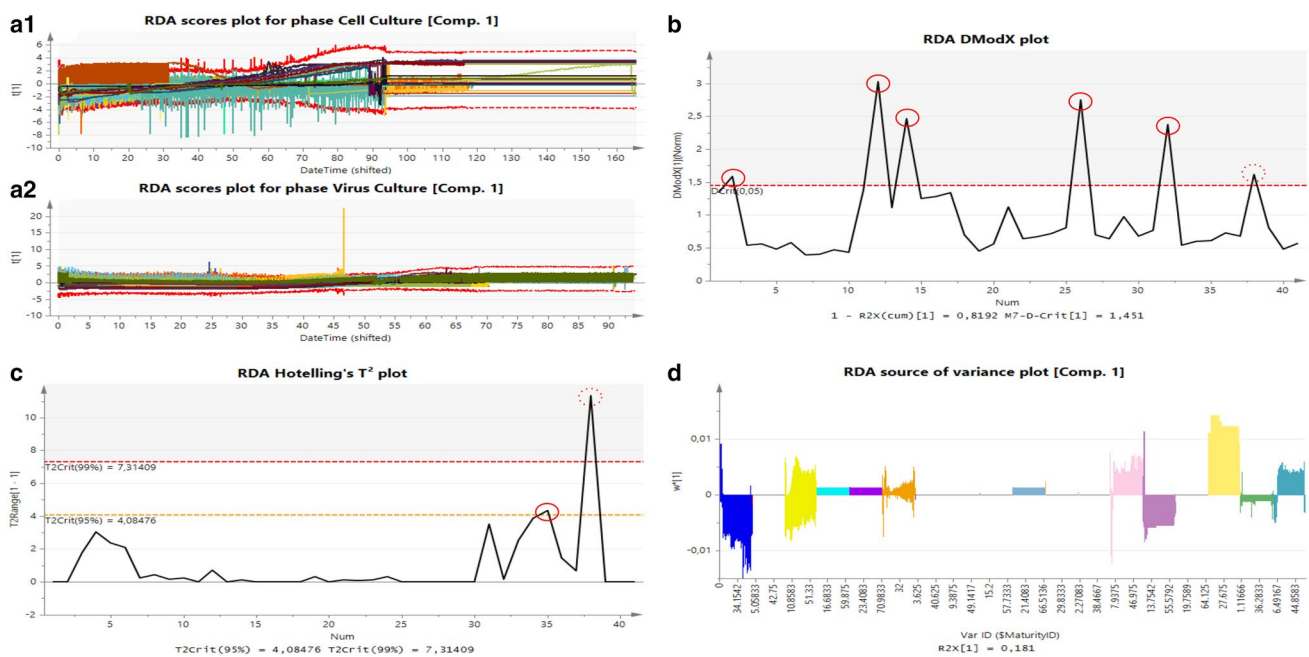 a1
RDA scores plot for phase Cell Culture [Comp. 1]
t[1]
6
4
2
0
-2
-4
-6
-8
-10
0 10 20 30 40 50 60 70 80 90 100 110 120 130 140 150 160
DateTime (shifted)
a2
RDA scores plot for phase Virus Culture [Comp. 1]
t[1]
20
15
10
5
0
-5
-10
0 5 10 15 20 25 30 35 40 45 50 55 60 65 70 75 80 85 90
DateTime (shifted)
b
RDA DModX plot
DModX[1](Norm)
3
2,5
2
1,5
1
0,5
0
DCrit(0,05)
10 20 30 40
Num
1 - R2X(cum)[1] = 0,8192 M7-D-Crit[1] = 1,451
c
RDA Hotelling's T² plot
T2Range[1 - 1]
10
8
6
4
2
0
-2
T2Crit(99%) = 7,31409
T2Crit(95%) = 4,08476
5 10 15 20 25 30 35 40
Num
T2Crit(95%) = 4,08476 T2Crit(99%) = 7,31409
d
RDA source of variance plot [Comp. 1]
w*[1]
0,01
0
-0,01
0 34.1542 5.05833 42.75 10.8583 51.33 16.6833 59.875 23.4083 70.9833 32 3.625 40.625 9.3875 49.1417 15.2 57.7333 21.4083 66.5136 29.8333 2.27083 38.4667 7.9375 46.975 13.7542 55.5792 19.7589 64.125 27.675 1.11666 36.2833 6.49167 44.8583
Var ID ($MaturityID)
R2X[1] = 0,181